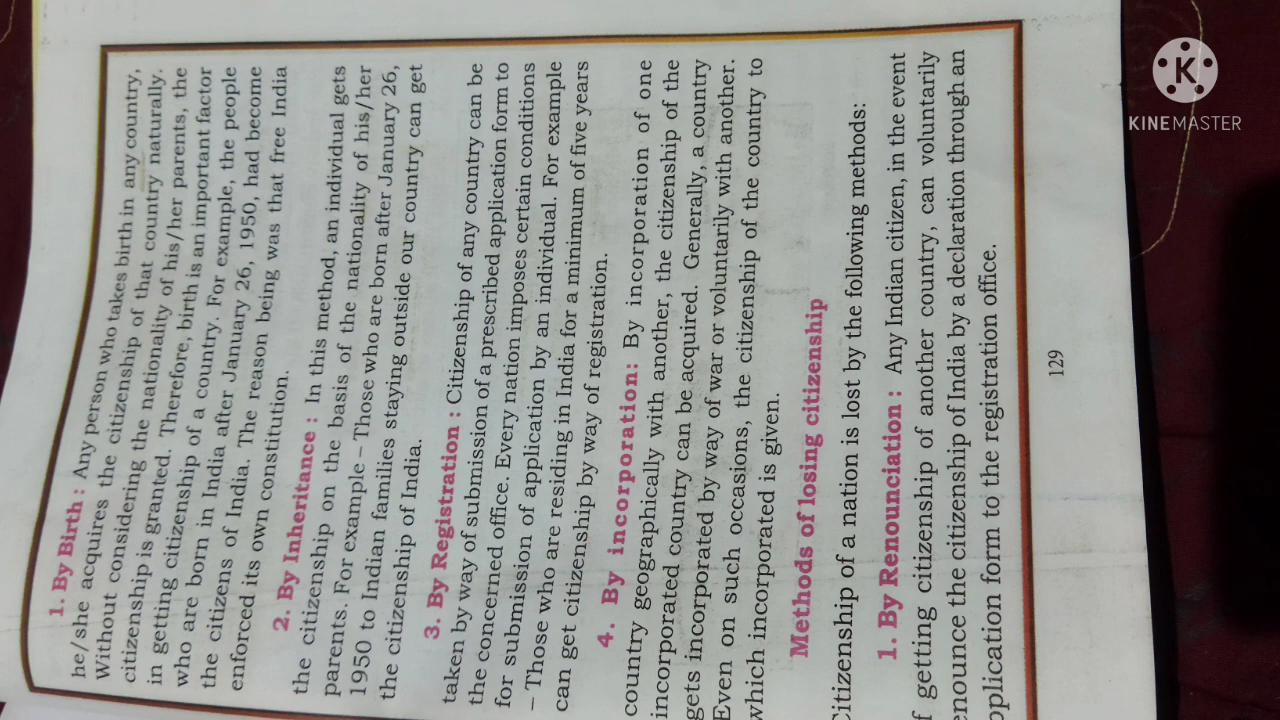 1. By Birth : Any person who takes birth in any country,
he/she acquires the citizenship of that country naturally.
Without considering the nationality of his/her parents, the
citizenship is granted. Therefore, birth is an important factor
in getting citizenship of a country. For example, the people
who are born in India after January 26, 1950, had become
the citizens of India. The reason being was that free India
enforced its own constitution.
2. By Inheritance : In this method, an individual gets
the citizenship on the basis of the nationality of his/her
parents. For example – Those who are born after January 26,
1950 to Indian families staying outside our country can get
the citizenship of India.
3. By Registration : Citizenship of any country can be
taken by way of submission of a prescribed application form to
the concerned office. Every nation imposes certain conditions
for submission of application by an individual. For example
– Those who are residing in India for a minimum of five years
can get citizenship by way of registration.
4. By incorporation: By incorporation of one
country geographically with another, the citizenship of the
incorporated country can be acquired. Generally, a country
gets incorporated by way of war or voluntarily with another.
Even on such occasions, the citizenship of the country to
which incorporated is given.
Methods of losing citizenship
Citizenship of a nation is lost by the following methods:
1. By Renounciation : Any Indian citizen, in the event
f getting citizenship of another country, can voluntarily
enounce the citizenship of India by a declaration through an
pplication form to the registration office.
129
K
KINEMASTER